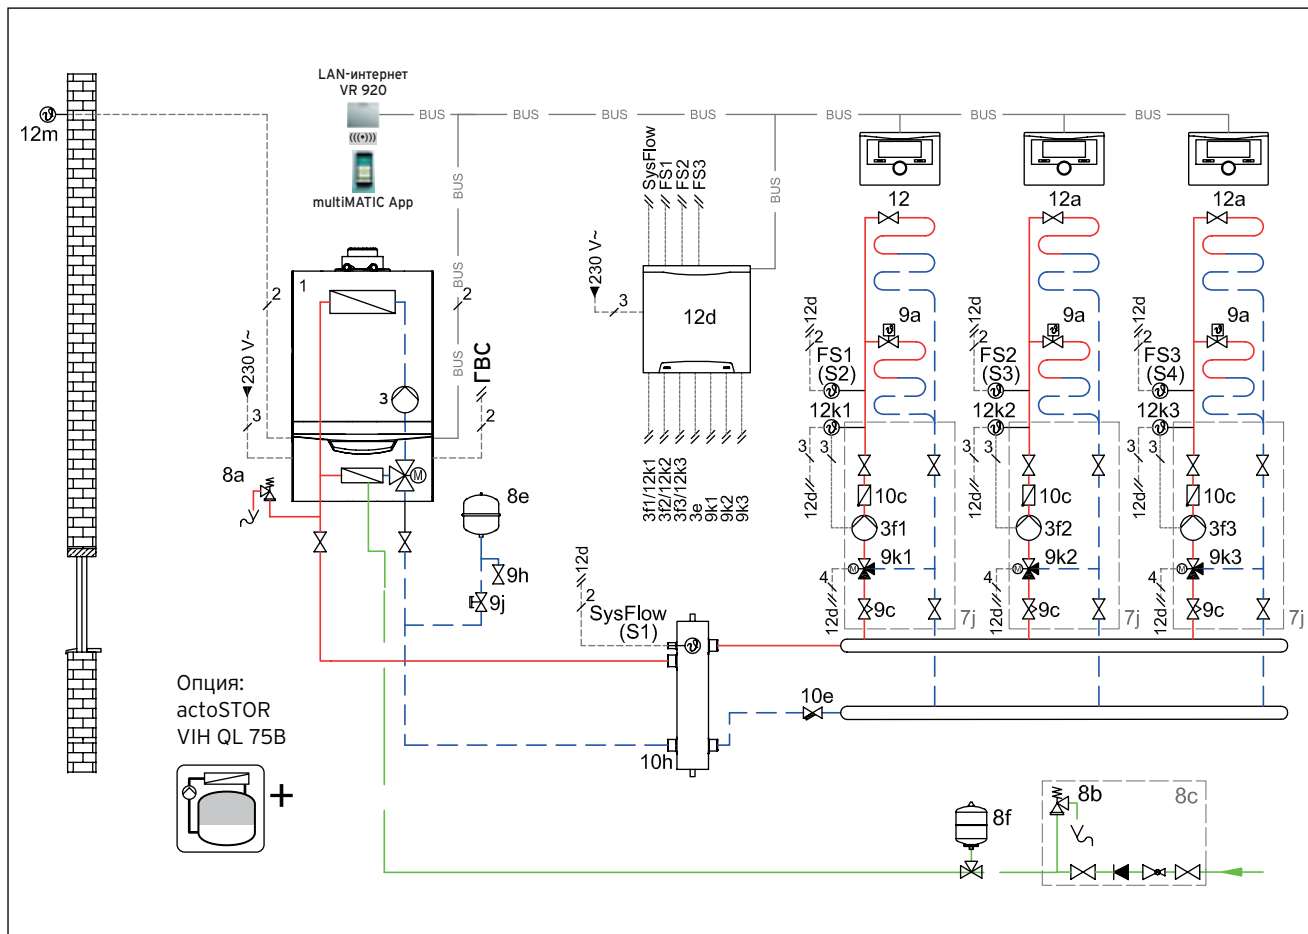 LAN-интернет
VR 920
multiMATIC App
BUS
BUS
BUS
BUS
BUS
BUS
BUS
BUS
BUS
BUS
BUS
12m
SysFlow
FS1
FS2
FS3
12
12a
12a
1
2
2
230 V~
3
ГВС
2
3
M
8a
8e
9h
9j
230 V~
3
12d
3f1/12k1
3f2/12k2
3f3/12k3
3e
9k1
9k2
9k3
12d
2
SysFlow
(S1)
10h
10e
12d
2
FS1
(S2)
9a
12k1
3
3
12d
10c
3f1
M
9k1
4
12d
9c
7j
12d
2
FS2
(S3)
9a
12k2
3
3
12d
10c
3f2
M
9k2
4
12d
9c
7j
12d
2
FS3
(S4)
9a
12k3
3
3
12d
10c
3f3
M
9k3
4
12d
9c
7j
Опция:
actoSTOR
VIH QL 75B
+
8f
8b
8c